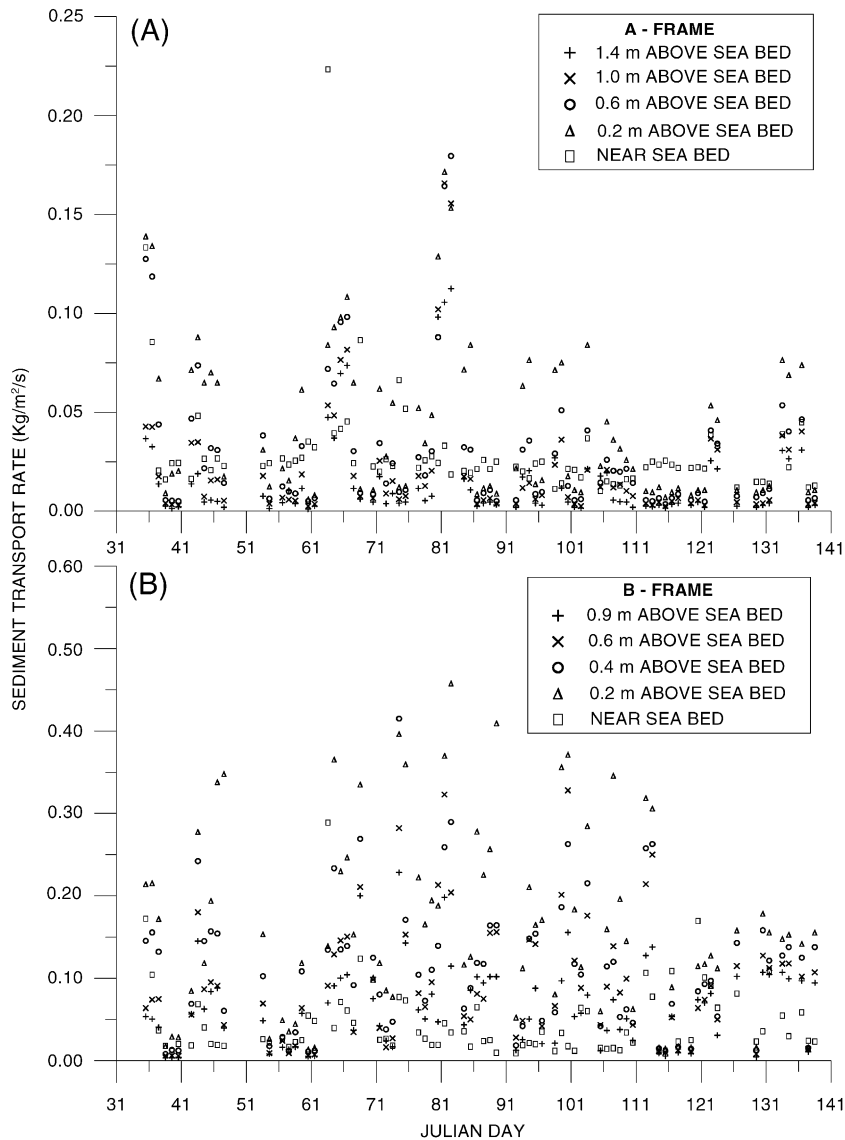 (A)
A - FRAME
1.4 m ABOVE SEA BED
1.0 m ABOVE SEA BED
0.6 m ABOVE SEA BED
0.2 m ABOVE SEA BED
NEAR SEA BED
0.25
0.20
0.15
0.10
0.05
0.00
31 41 51 61 71 81 91 101 111 121 131 141
SEDIMENT TRANSPORT RATE (Kg/m²/s)
(B)
B - FRAME
0.9 m ABOVE SEA BED
0.6 m ABOVE SEA BED
0.4 m ABOVE SEA BED
0.2 m ABOVE SEA BED
NEAR SEA BED
0.60
0.50
0.40
0.30
0.20
0.10
0.00
31 41 51 61 71 81 91 101 111 121 131 141
JULIAN DAY